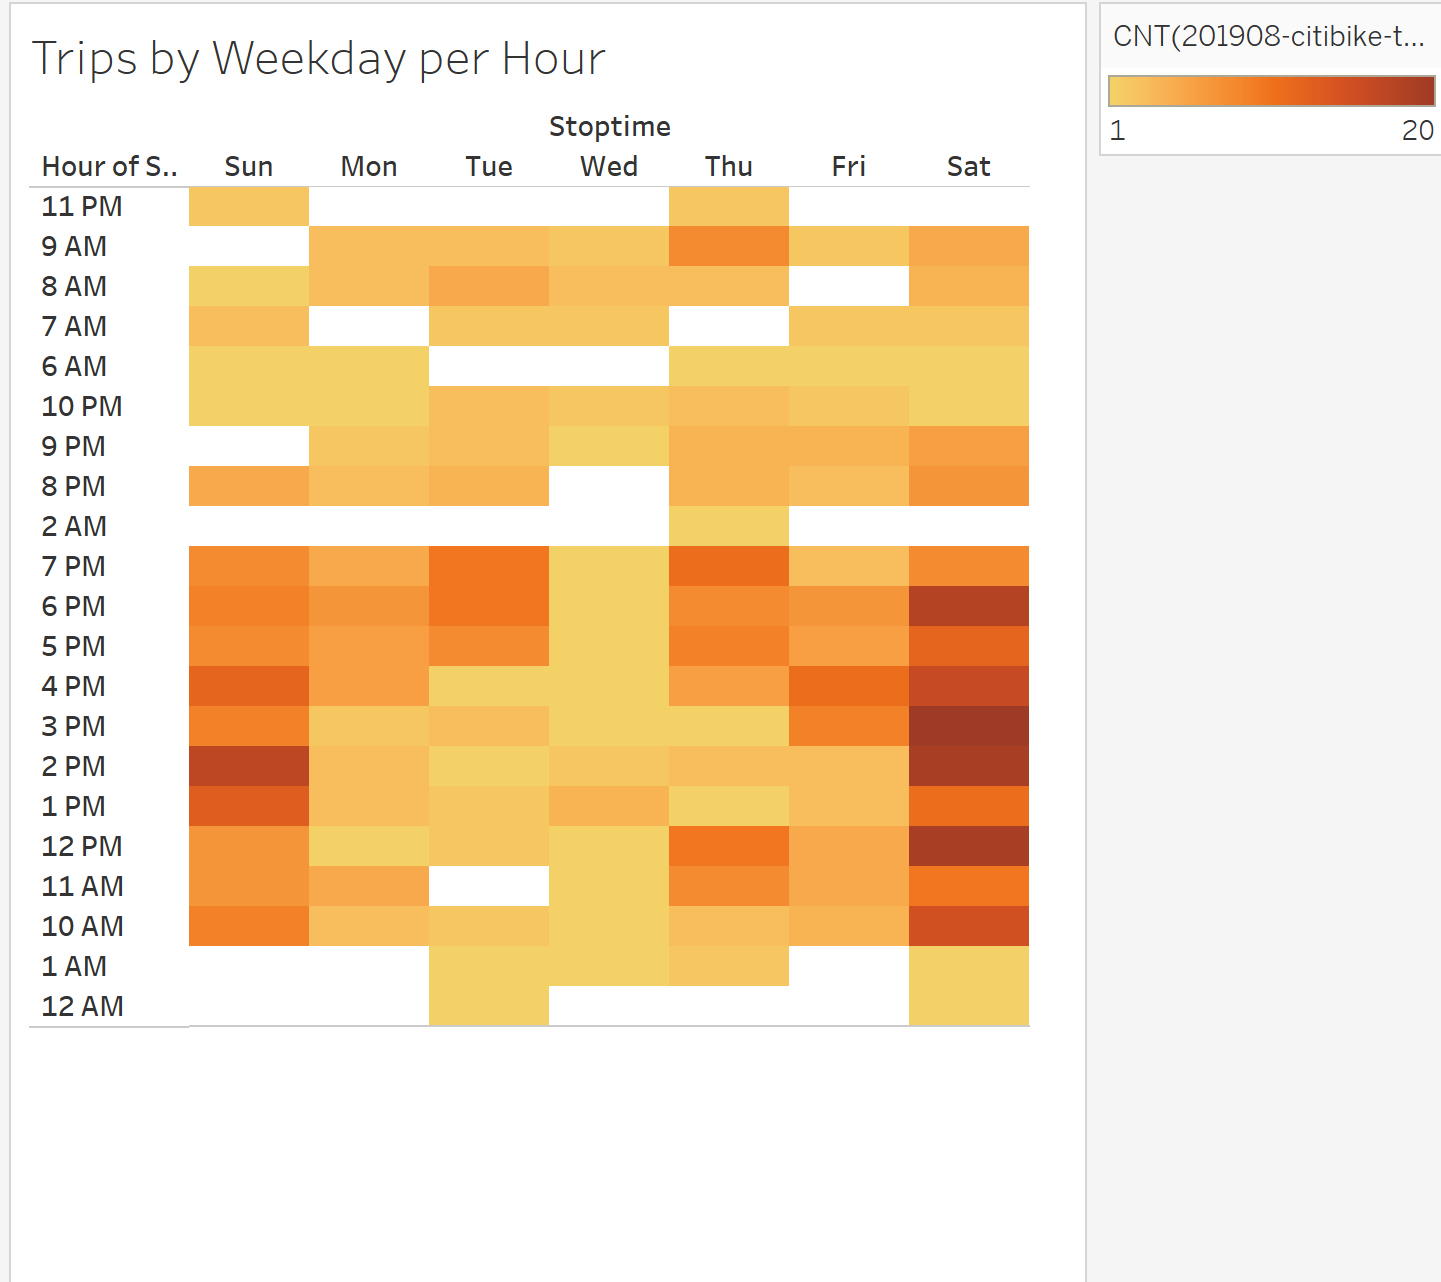 Trips by Weekday per Hour
CNT(201908-citibike-t...
1 20
Stoptime
Hour of S.. Sun Mon Tue Wed Thu Fri Sat
11 PM
9 AM
8 AM
7 AM
6 AM
10 PM
9 PM
8 PM
2 AM
7 PM
6 PM
5 PM
4 PM
3 PM
2 PM
1 PM
12 PM
11 AM
10 AM
1 AM
12 AM